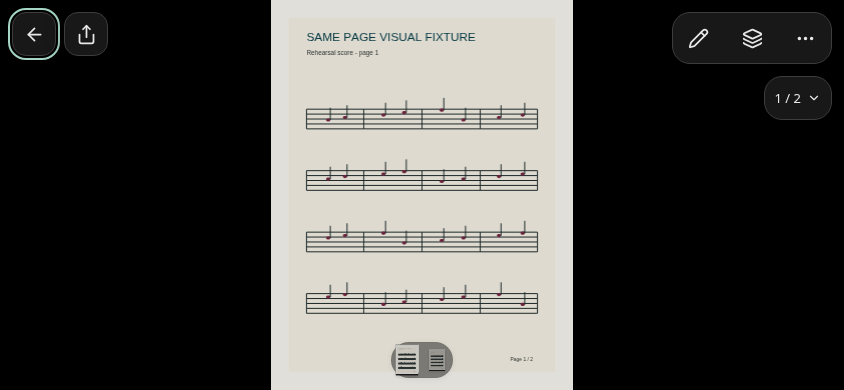 SAME PAGE VISUAL FIXTURE
Rehearsal score - page 1
1 / 2
Page 1 / 2